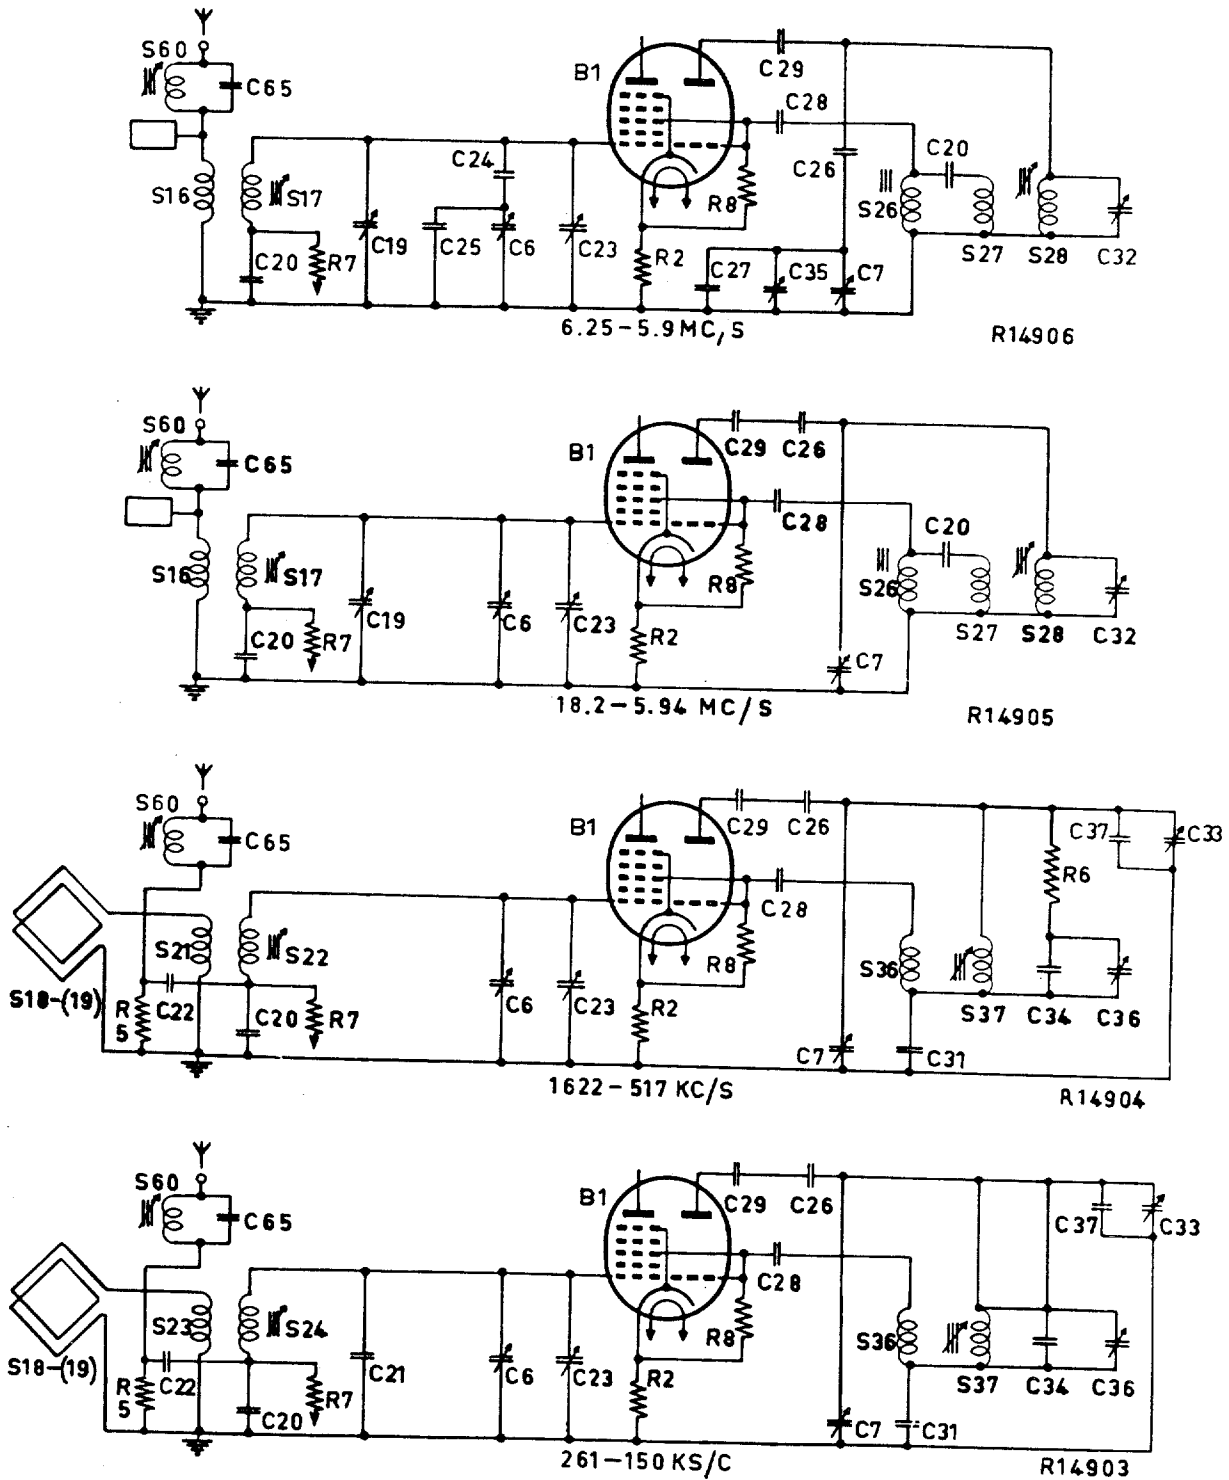 S60
C65
B1
C29
C28
C24
C26
C20
S16
S17
C19
C25
C6
C23
R8
S26
C20
R7
R2
C27
C35
C7
S27
S28
C32
6.25-5.9 MC/S
R14906
S60
C65
B1
C29
C26
C28
C20
S16
S17
R8
S26
C19
C6
C23
C20
R7
R2
S27
S28
C32
C7
18.2-5.94 MC/S
R14905
S60
C65
B1
C29
C26
C37
C33
R6
C28
S21
S22
R8
S36
S18-(19)
R5
C22
C20
R7
C6
C23
R2
S37
C34
C36
C7
C31
1622-517 KC/S
R14904
S60
C65
B1
C29
C26
C37
C33
C28
S23
S24
R8
S36
S18-(19)
R5
C22
R7
C21
C6
C23
R2
S37
C34
C36
C20
C7
C31
261-150 KS/C
R14903